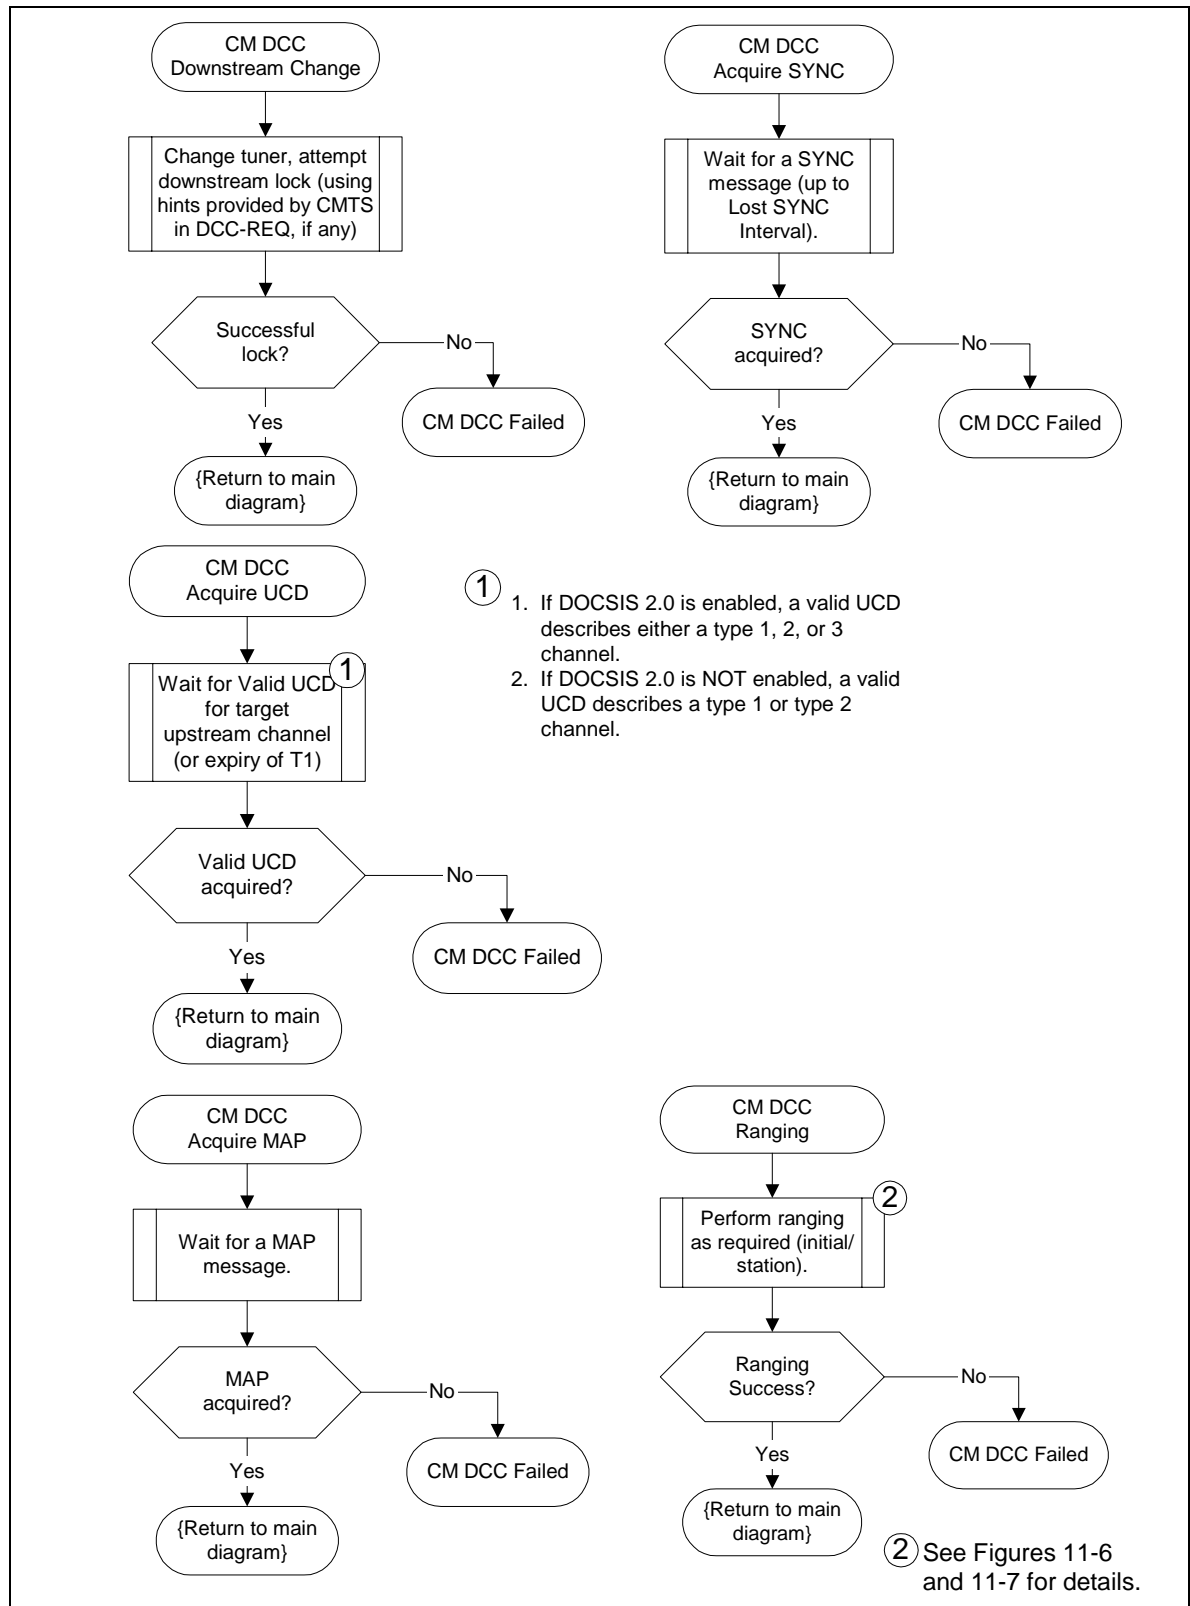 CM DCC
Downstream Change
Change tuner, attempt
downstream lock (using
hints provided by CMTS
in DCC-REQ, if any)
Successful
lock?
No
CM DCC Failed
Yes
{Return to main
diagram}
CM DCC
Acquire SYNC
Wait for a SYNC
message (up to
Lost SYNC
Interval).
SYNC
acquired?
No
CM DCC Failed
Yes
{Return to main
diagram}
CM DCC
Acquire UCD
1
Wait for Valid UCD
for target
upstream channel
(or expiry of T1)
Valid UCD
acquired?
No
CM DCC Failed
Yes
{Return to main
diagram}
1
1. If DOCSIS 2.0 is enabled, a valid UCD
describes either a type 1, 2, or 3
channel.
2. If DOCSIS 2.0 is NOT enabled, a valid
UCD describes a type 1 or type 2
channel.
CM DCC
Acquire MAP
Wait for a MAP
message.
MAP
acquired?
No
CM DCC Failed
Yes
{Return to main
diagram}
CM DCC
Ranging
2
Perform ranging
as required (initial/
station).
Ranging
Success?
No
CM DCC Failed
Yes
{Return to main
diagram}
2 See Figures 11-6
and 11-7 for details.